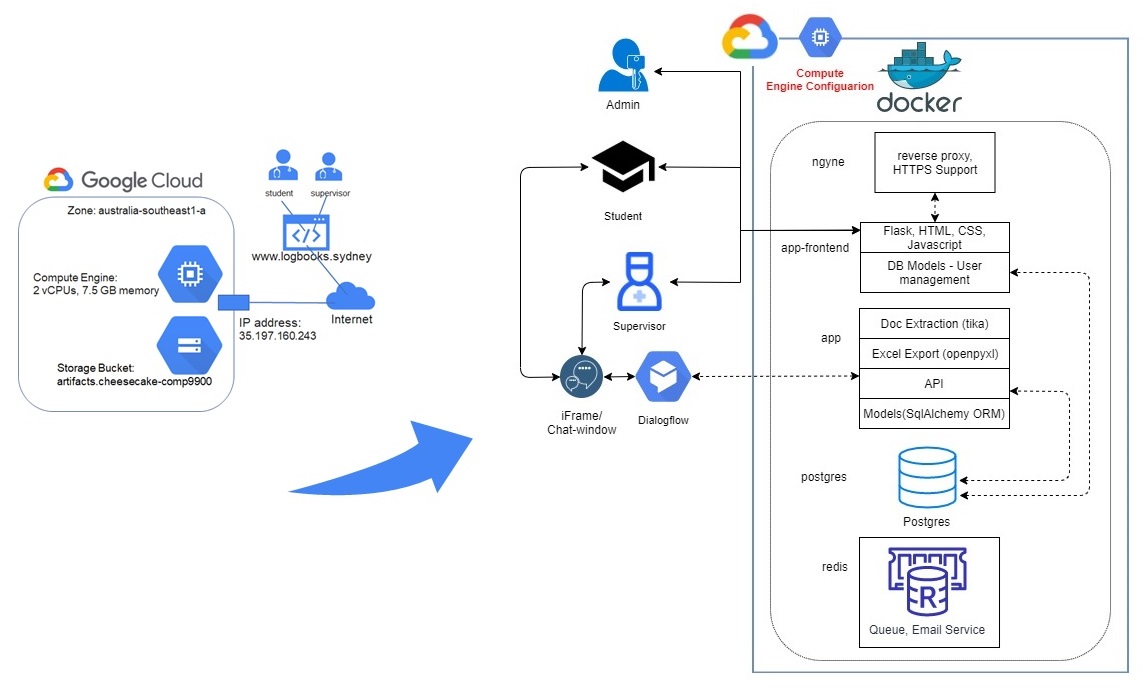 Google Cloud
Zone: australia-southeast1-a
Compute Engine:
2 vCPUs, 7.5 GB memory
Storage Bucket:
artifacts.cheesecake-comp9900
student
supervisor
www.logbooks.sydney
Internet
IP address:
35.197.160.243
Admin
Student
Supervisor
iFrame/
Chat-window
Dialogflow
Compute
Engine Configuarion
docker
ngyne
reverse proxy,
HTTPS Support
app-frontend
Flask, HTML, CSS,
Javascript
DB Models - User
management
app
Doc Extraction (tika)
Excel Export (openpyxl)
API
Models(SqlAlchemy ORM)
postgres
Postgres
redis
R
Queue, Email Service